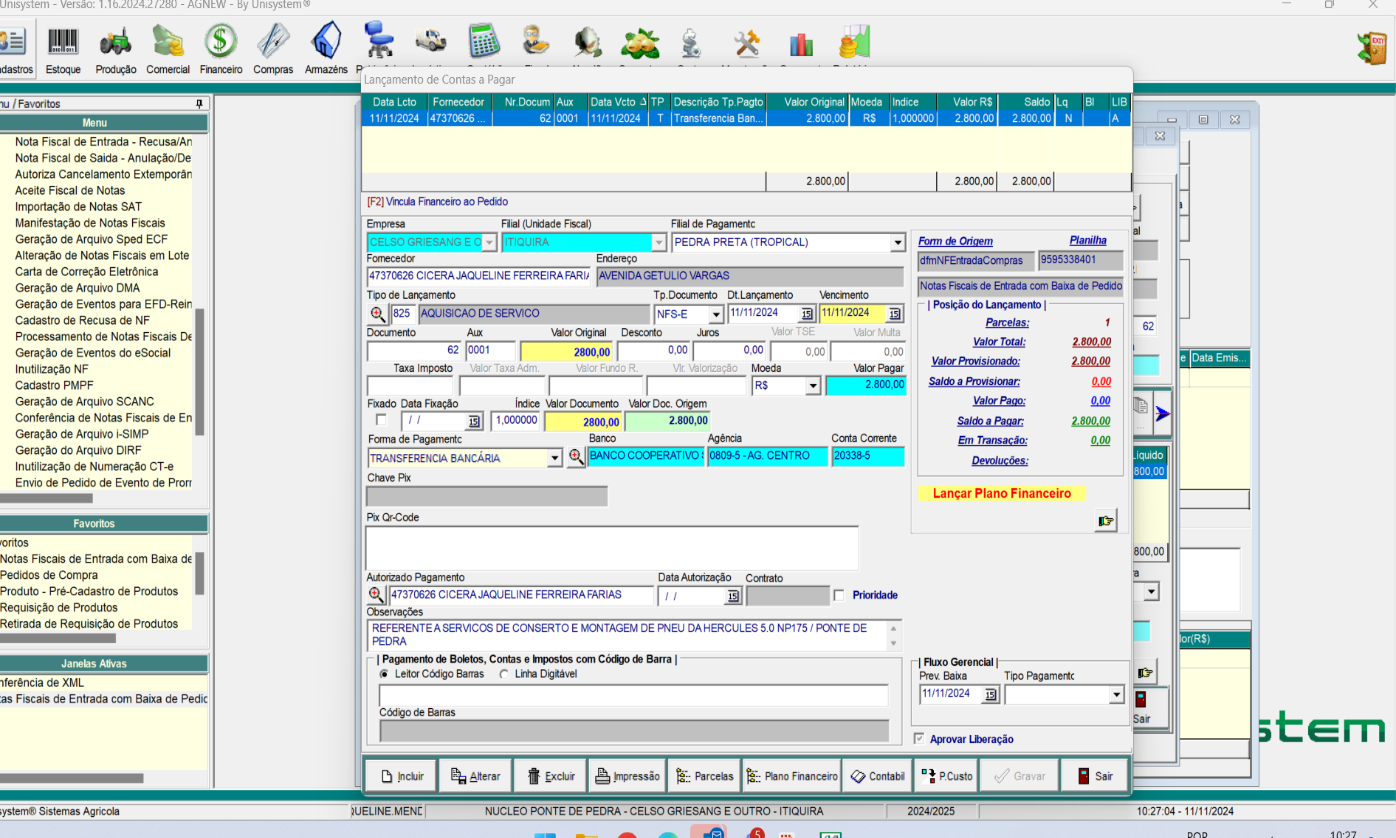 Unisystem - Versão: 1.16.2024.27280 - AGNEW - By Unisystem®
Estoque Produção Comercial Financeiro Compras Armazéns
Lançamento de Contas a Pagar
Data Lcto Fornecedor Nr.Docum Aux Data Vcto TP Descrição Tp.Pagto Valor Original Moeda Indice Valor R$ Saldo Lq Bl LIB
11/11/2024 47370626 ... 62 0001 11/11/2024 T Transferencia Ban... 2.800,00 R$ 1,000000 2.800,00 2.800,00 N A
2.800,00 2.800,00 2.800,00
[F2] Vincula Financeiro ao Pedido
Empresa Filial (Unidade Fiscal) Filial de Pagamento
CELSO GRIESANG E O ITIQUIRA PEDRA PRETA (TROPICAL)
Fornecedor Endereço
47370626 CICERA JAQUELINE FERREIRA FARI AVENIDA GETULIO VARGAS
Tipo de Lançamento Tp.Documento Dt.Lançamento Vencimento
825 AQUISICAO DE SERVICO NFS-E 11/11/2024 11/11/2024
Documento Aux Valor Original Desconto Juros Valor TSE Valor Multa
62 0001 2800,00 0,00 0,00 0,00 0,00
Taxa Imposto Valor Taxa Adm. Valor Fundo R. Vlr. Valorização Moeda Valor Pagar
R$ 2.800,00
Fixado Data Fixação Índice Valor Documento Valor Doc. Origem
/ / 1,000000 2800,00 2.800,00
Forma de Pagamento Banco Agência Conta Corrente
TRANSFERENCIA BANCÁRIA BANCO COOPERATIVO 0809-5 - AG. CENTRO 20338-5
Chave Pix
Pix Qr-Code
Autorizado Pagamento Data Autorização Contrato
47370626 CICERA JAQUELINE FERREIRA FARIAS / / Prioridade
Observações
REFERENTE A SERVICOS DE CONSERTO E MONTAGEM DE PNEU DA HERCULES 5.0 NP175 / PONTE DE
PEDRA
| Pagamento de Boletos, Contas e Impostos com Código de Barra |
Leitor Código Barras Linha Digitável
Código de Barras
Form de Origem Planilha
dfmNFEntradaCompras 9595338401
Notas Fiscais de Entrada com Baixa de Pedido
| Posição do Lançamento |
Parcelas: 1
Valor Total: 2.800,00
Valor Provisionado: 2.800,00
Saldo a Provisionar: 0,00
Valor Pago: 0,00
Saldo a Pagar: 2.800,00
Em Transação: 0,00
Devoluções:
Lançar Plano Financeiro
| Fluxo Gerencial |
Prev. Baixa Tipo Pagamento
11/11/2024
Aprovar Liberação
Incluir Alterar Excluir Impressão Parcelas Plano Financeiro Contabil P.Custo Gravar Sair
nu / Favoritos
Menu
Nota Fiscal de Entrada - Recusa/An
Nota Fiscal de Saida - Anulação/De
Autoriza Cancelamento Extemporân
Aceite Fiscal de Notas
Importação de Notas SAT
Manifestação de Notas Fiscais
Geração de Arquivo Sped ECF
Alteração de Notas Fiscais em Lote
Carta de Correção Eletrônica
Geração de Arquivo DMA
Geração de Eventos para EFD-Rein
Cadastro de Recusa de NF
Processamento de Notas Fiscais De
Geração de Eventos do eSocial
Inutilização NF
Cadastro PMPF
Geração de Arquivo SCANC
Conferência de Notas Fiscais de En
Geração de Arquivo i-SIMP
Geração do Arquivo DIRF
Inutilização de Numeração CT-e
Envio de Pedido de Evento de Prorr
Favoritos
voritos
Notas Fiscais de Entrada com Baixa de
Pedidos de Compra
Produto - Pré-Cadastro de Produtos
Requisição de Produtos
Retirada de Requisição de Produtos
Janelas Ativas
nferência de XML
tas Fiscais de Entrada com Baixa de Pedic
62
e Data Emis...
Líquido
800,00
800,00
lor(R$)
Sair
stem
system® Sistemas Agricola QUELINE.MEND NUCLEO PONTE DE PEDRA - CELSO GRIESANG E OUTRO - ITIQUIRA 2024/2025 10:27:04 - 11/11/2024
5
POR
10:27